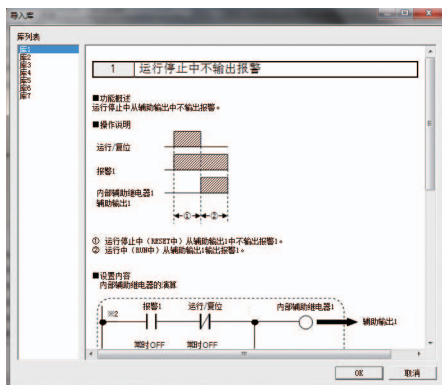 导入库
库列表
库1
库2
库3
库4
库5
库6
库7
1 运行停止中不输出报警
■功能概述
运行停止中从辅助输出中不输出报警。
■操作说明
运行/复位
报警1
内部辅助继电器1
辅助输出1
① ②
① 运行停止中（RESET中）从辅助输出1中不输出报警1。
② 运行中（RUN中）从辅助输出1输出报警1。
■设置内容
内部辅助继电器的演算
报警1 运行/复位 内部辅助继电器1
※2
辅助输出1
常时OFF 常时OFF
OK 取消